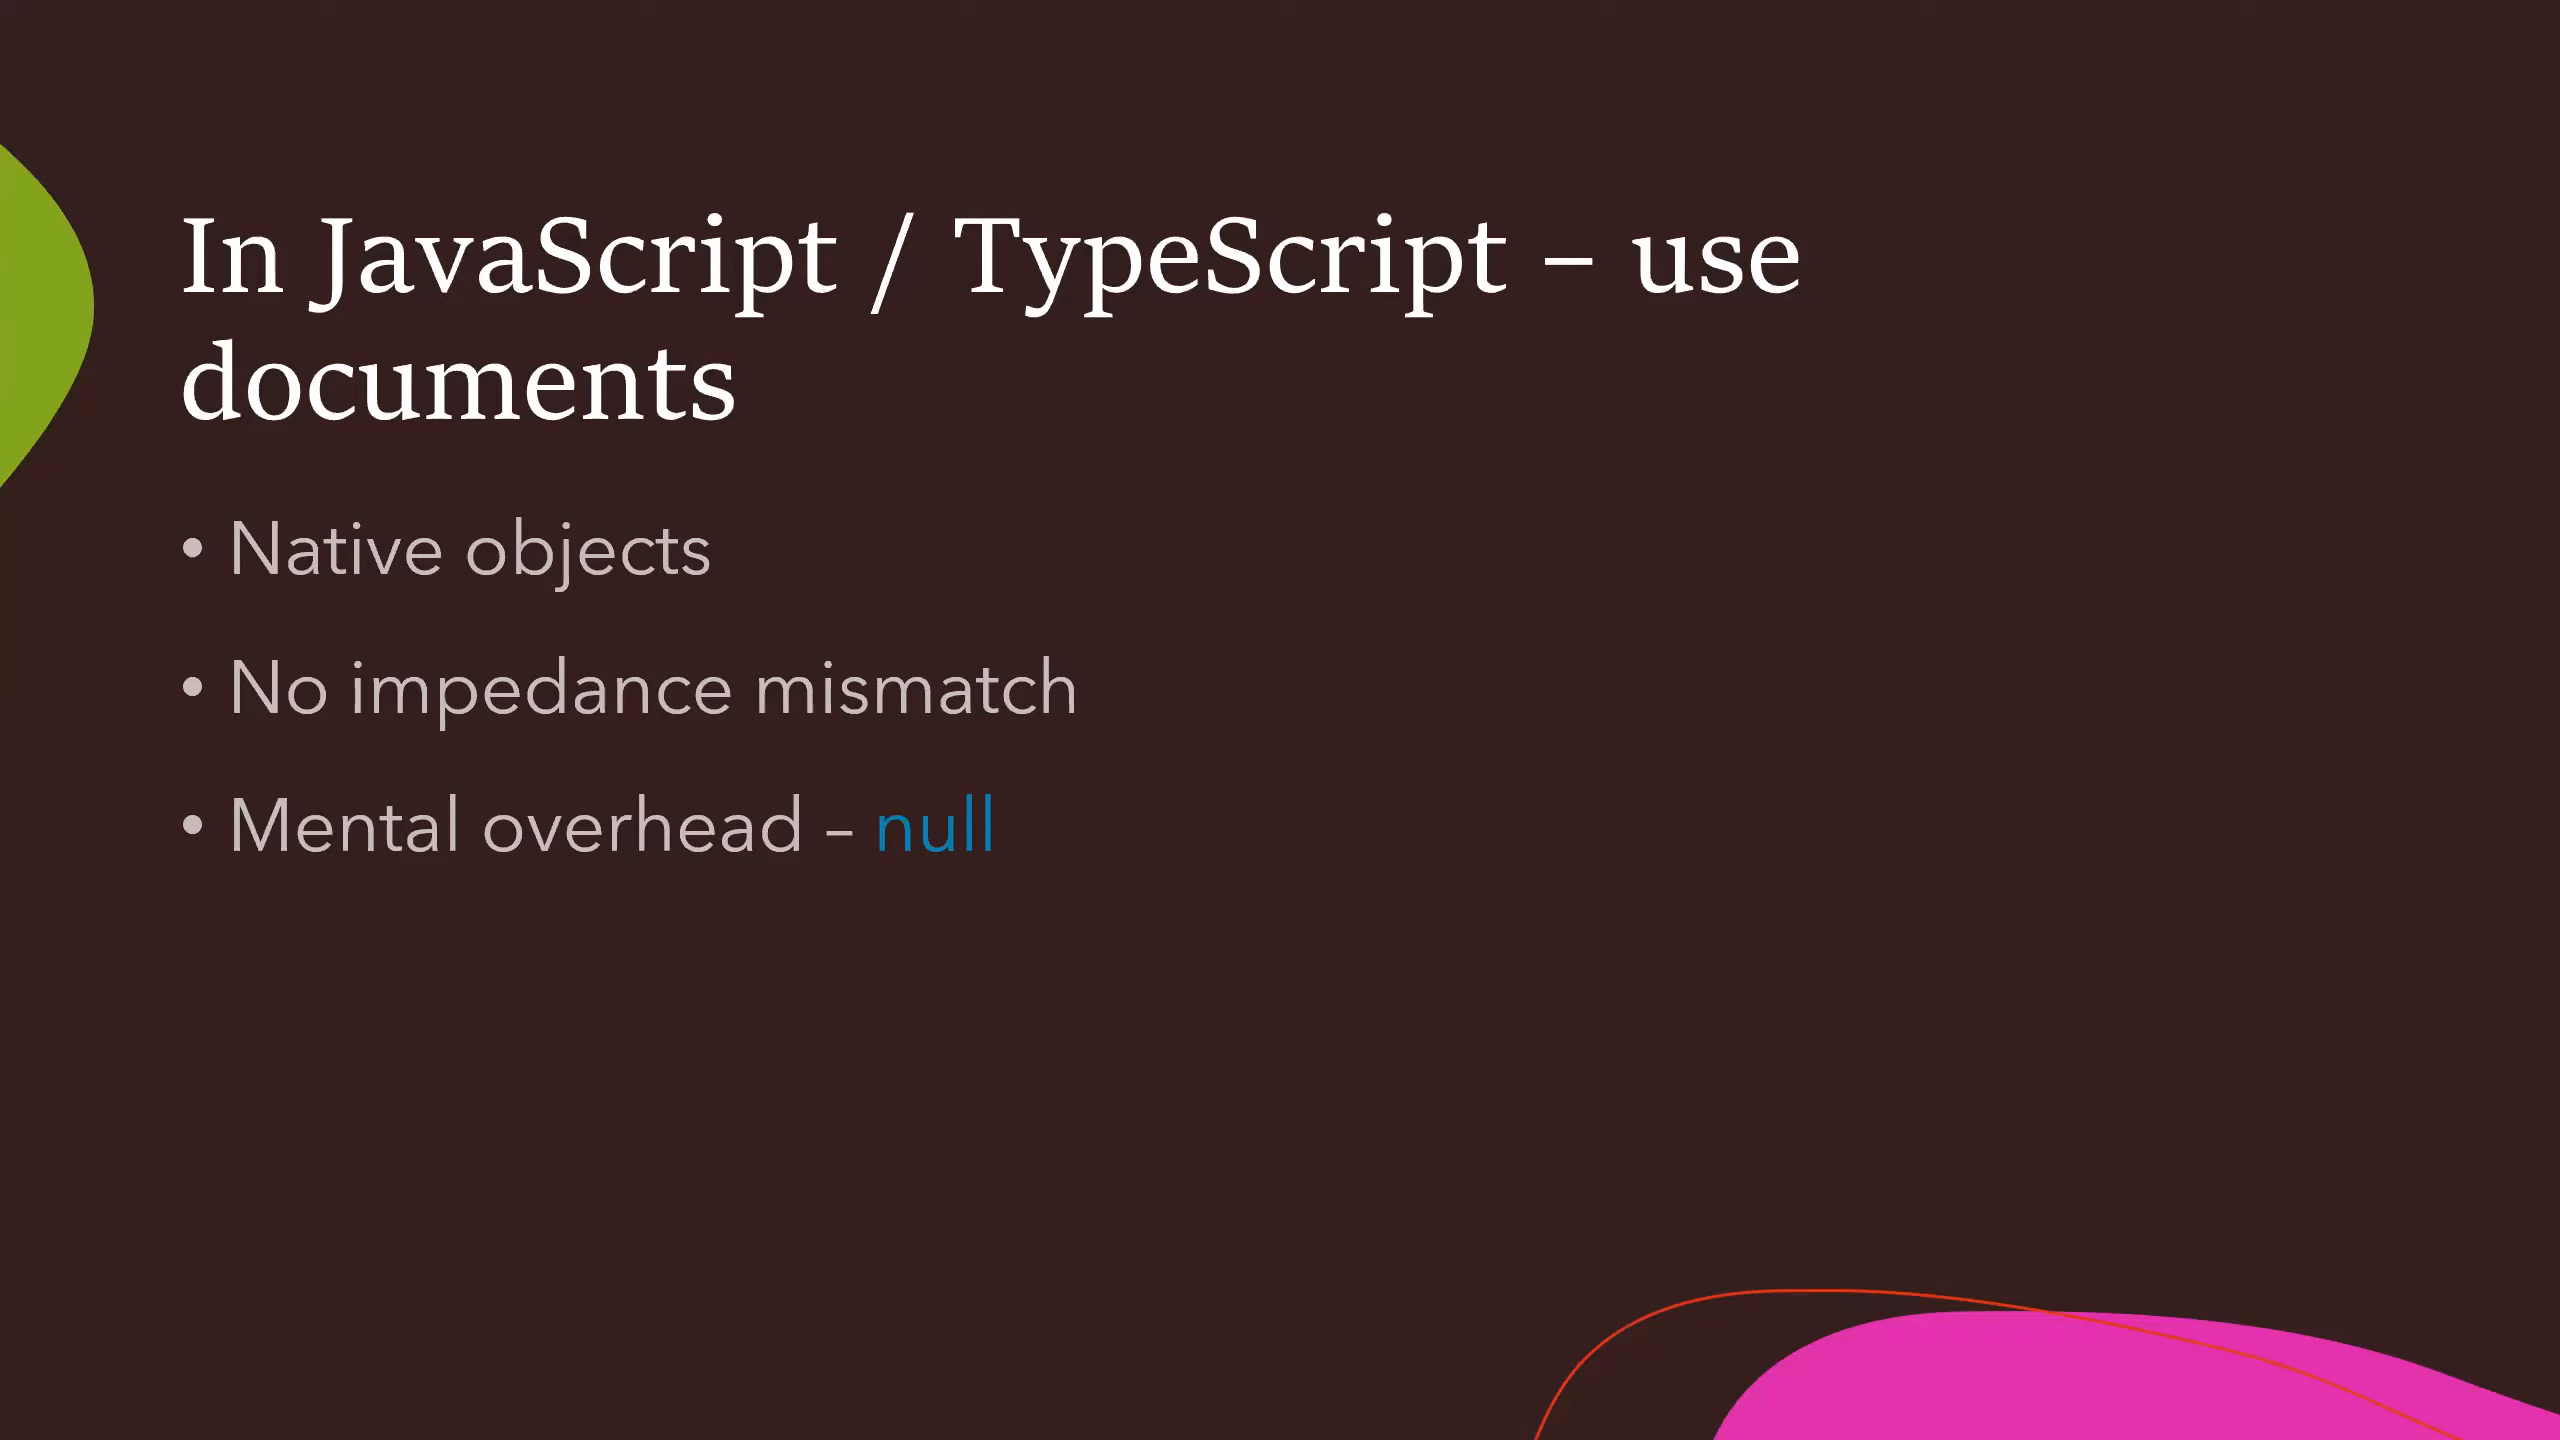 In JavaScript / TypeScript – use
documents
• Native objects
• No impedance mismatch
• Mental overhead – null